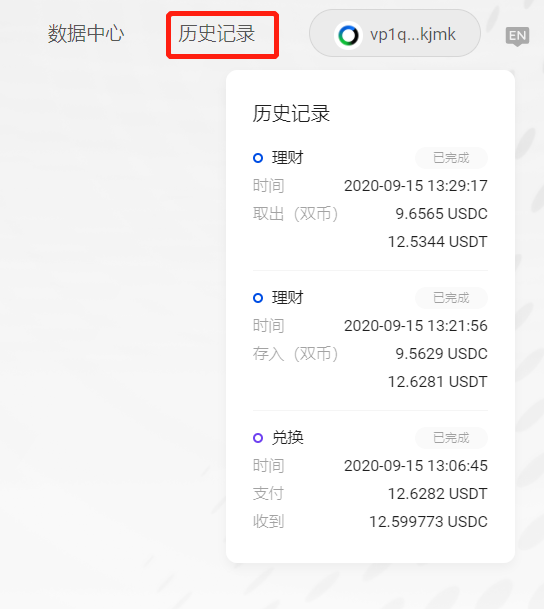 数据中心 历史记录 vp1q...kjmk EN
历史记录
理财 已完成
时间 2020-09-15 13:29:17
取出（双币） 9.6565 USDC
12.5344 USDT
理财 已完成
时间 2020-09-15 13:21:56
存入（双币） 9.5629 USDC
12.6281 USDT
兑换 已完成
时间 2020-09-15 13:06:45
支付 12.6282 USDT
收到 12.599773 USDC